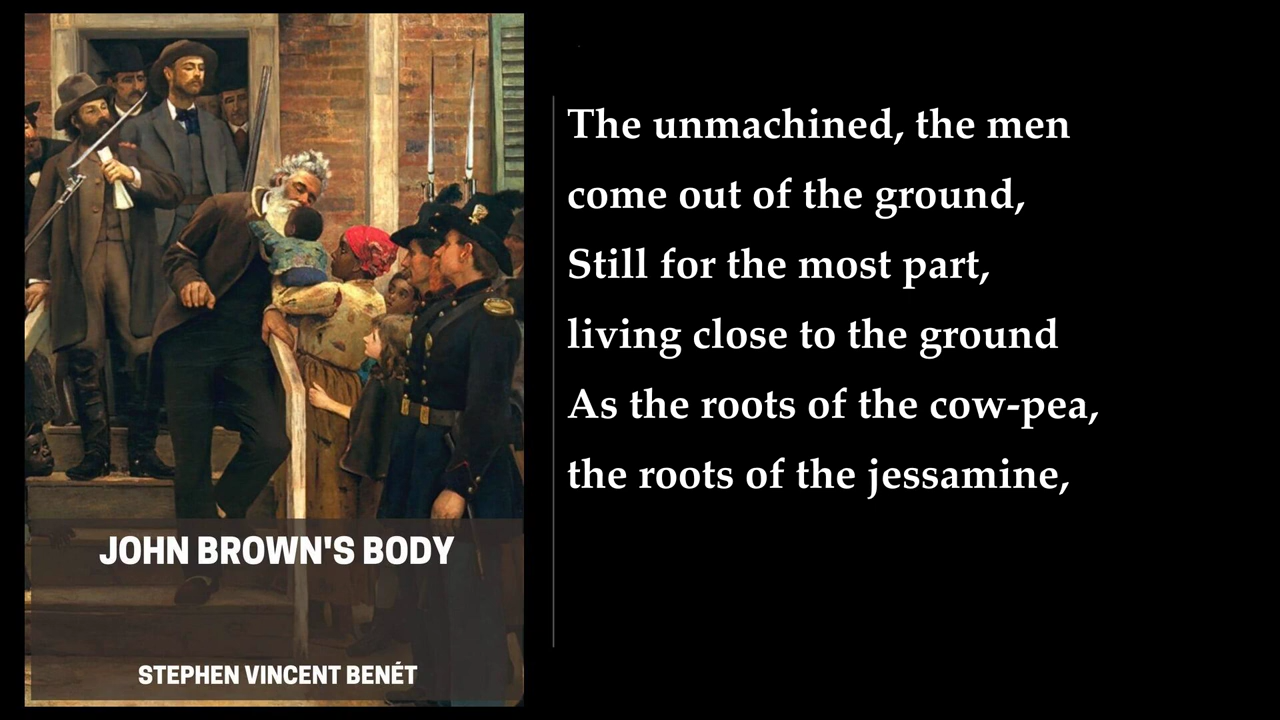 JOHN BROWN'S BODY
STEPHEN VINCENT BENÉT
The unmachined, the men
come out of the ground,
Still for the most part,
living close to the ground
As the roots of the cow-pea,
the roots of the jessamine,